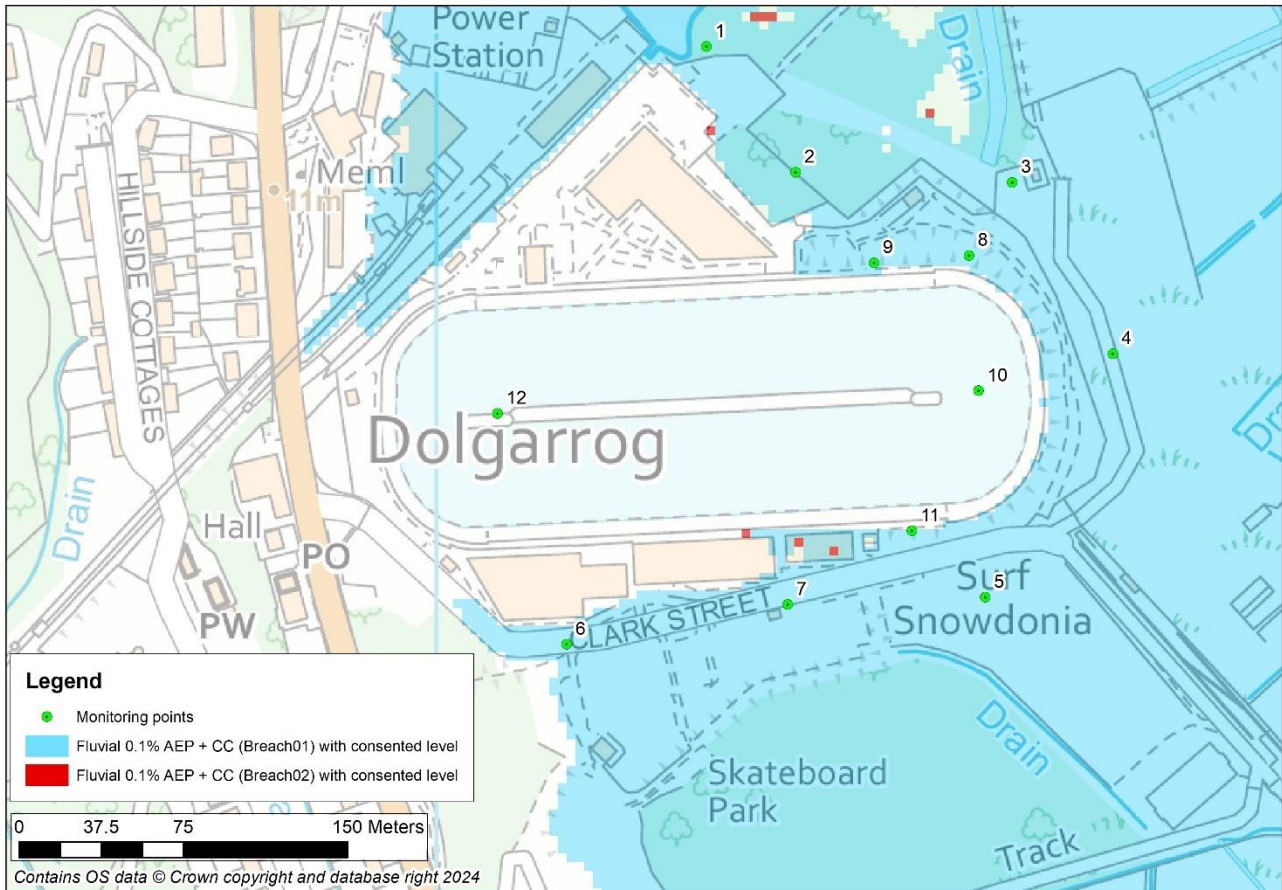 Power
Station
1
Drain
2
3
Meml
11m
HILLSIDE COTTAGES
9
8
4
10
12
Dolgarrog
Drain
Hall
PO
PW
11
Surf
Snowdonia
5
7
CLARK STREET
6
Drain
Skateboard
Park
Track
Legend
Monitoring points
Fluvial 0.1% AEP + CC (Breach01) with consented level
Fluvial 0.1% AEP + CC (Breach02) with consented level
0 37.5 75 150 Meters
Contains OS data © Crown copyright and database right 2024